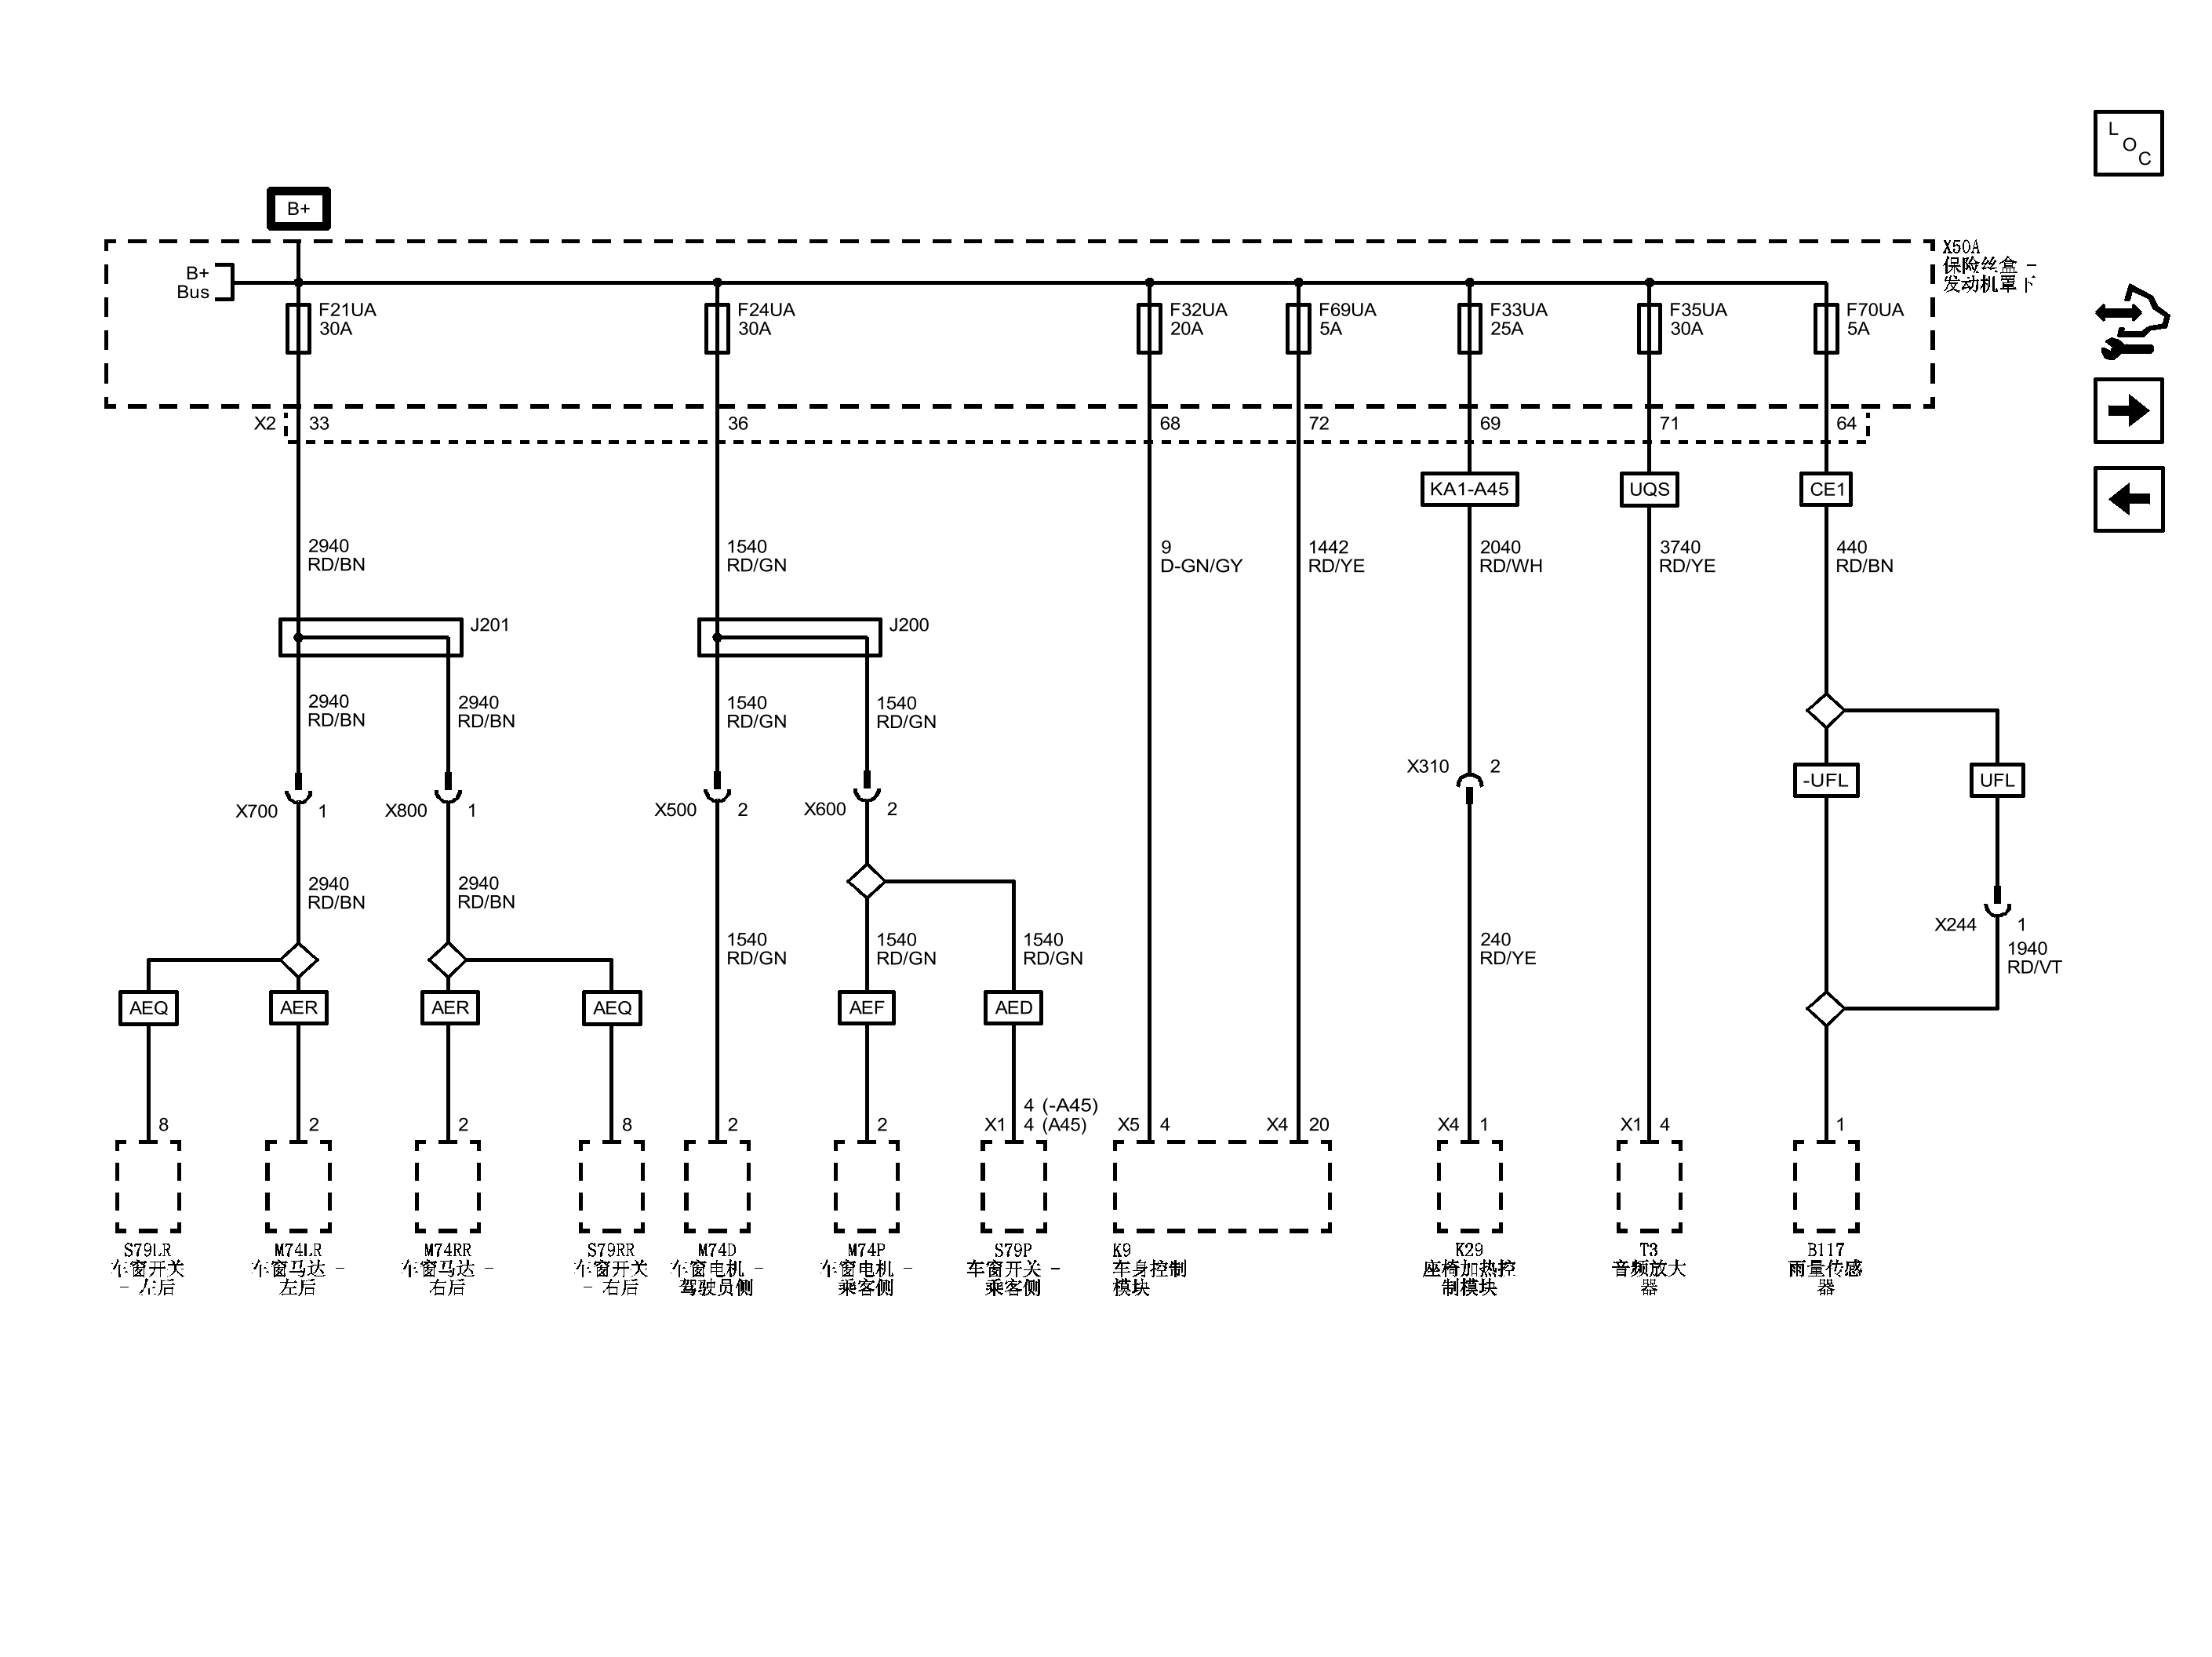 L
O
C
B+
B+
Bus
X50A
保险丝盒 -
发动机罩下
F21UA
30A
F24UA
30A
F32UA
20A
F69UA
5A
F33UA
25A
F35UA
30A
F70UA
5A
X2 33
36
68
72
69
71
64
KA1-A45
UQS
CE1
2940
RD/BN
1540
RD/GN
9
D-GN/GY
1442
RD/YE
2040
RD/WH
3740
RD/YE
440
RD/BN
J201
J200
2940
RD/BN
2940
RD/BN
1540
RD/GN
1540
RD/GN
X310 2
-UFL
UFL
X700 1
X800 1
X500 2
X600 2
2940
RD/BN
2940
RD/BN
1540
RD/GN
1540
RD/GN
1540
RD/GN
240
RD/YE
X244 1
1940
RD/VT
AEQ
AER
AER
AEQ
AEF
AED
8
2
2
8
2
2
4 (-A45)
X1 4 (A45)
X5 4
X4 20
X4 1
X1 4
1
S79LR
车窗开关
- 左后
M74LR
车窗马达 -
左后
M74RR
车窗马达 -
右后
S79RR
车窗开关
- 右后
M74D
车窗电机 -
驾驶员侧
M74P
车窗电机 -
乘客侧
S79P
车窗开关 -
乘客侧
K9
车身控制
模块
K29
座椅加热控
制模块
T3
音频放大
器
B117
雨量传感
器